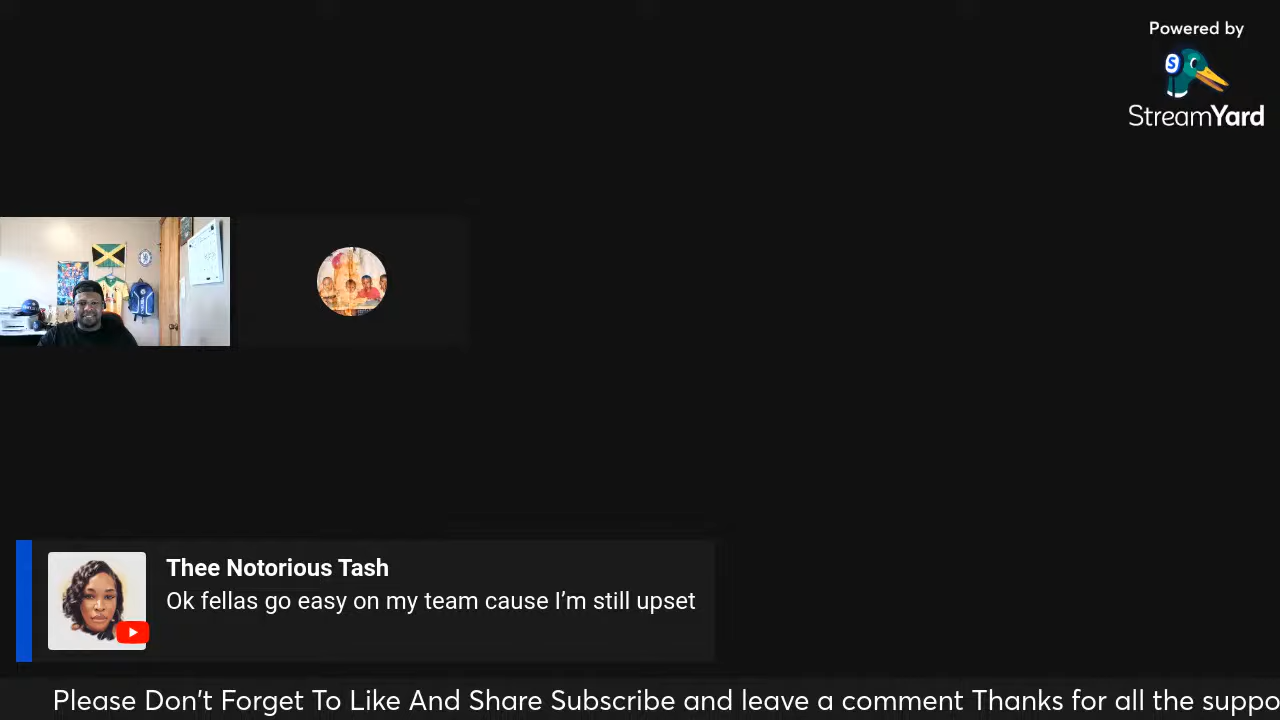 Powered by
S
StreamYard
Thee Notorious Tash
Ok fellas go easy on my team cause I’m still upset
Please Don't Forget To Like And Share Subscribe and leave a comment Thanks for all the suppo